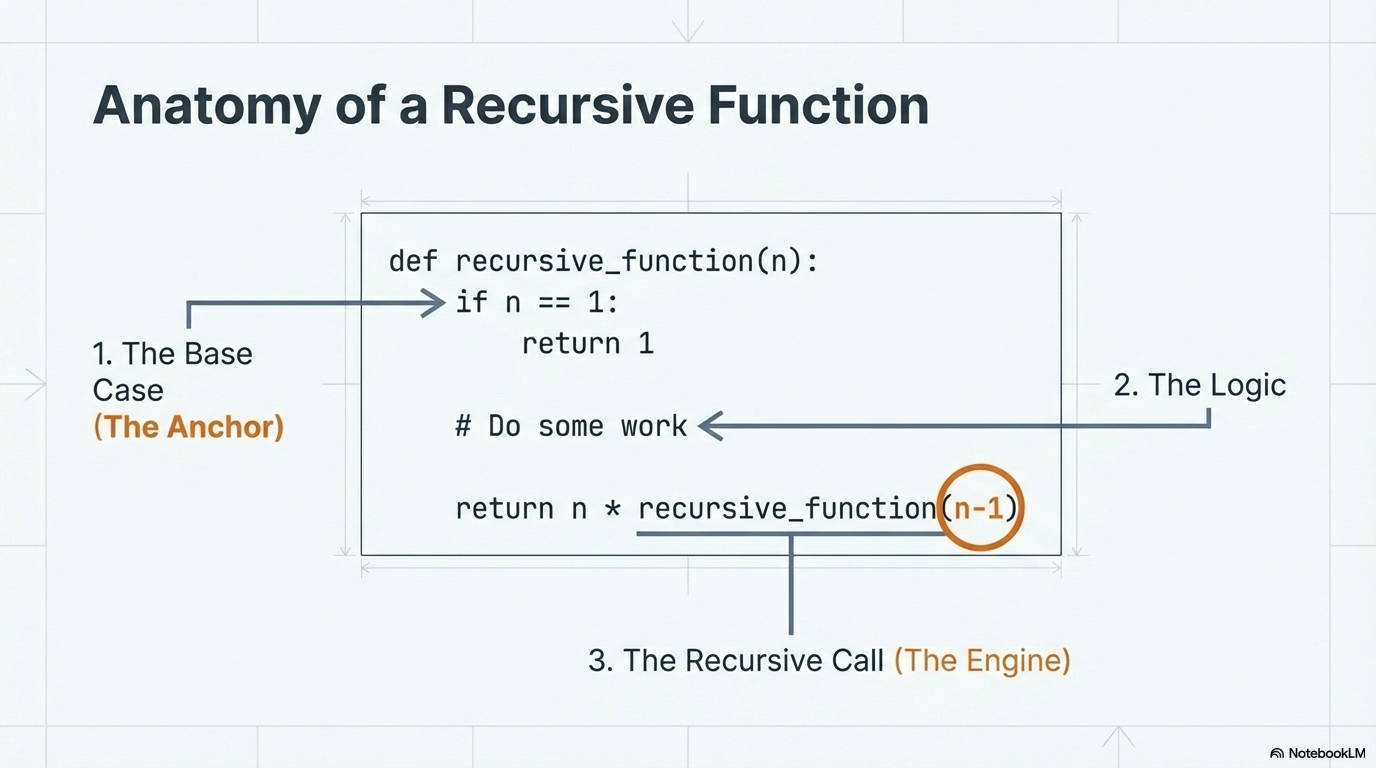 Anatomy of a Recursive Function
def recursive_function(n):
if n == 1:
return 1
1. The Base
Case
(The Anchor)
2. The Logic
# Do some work
return n * recursive_function(n-1)
3. The Recursive Call (The Engine)
NotebookLM